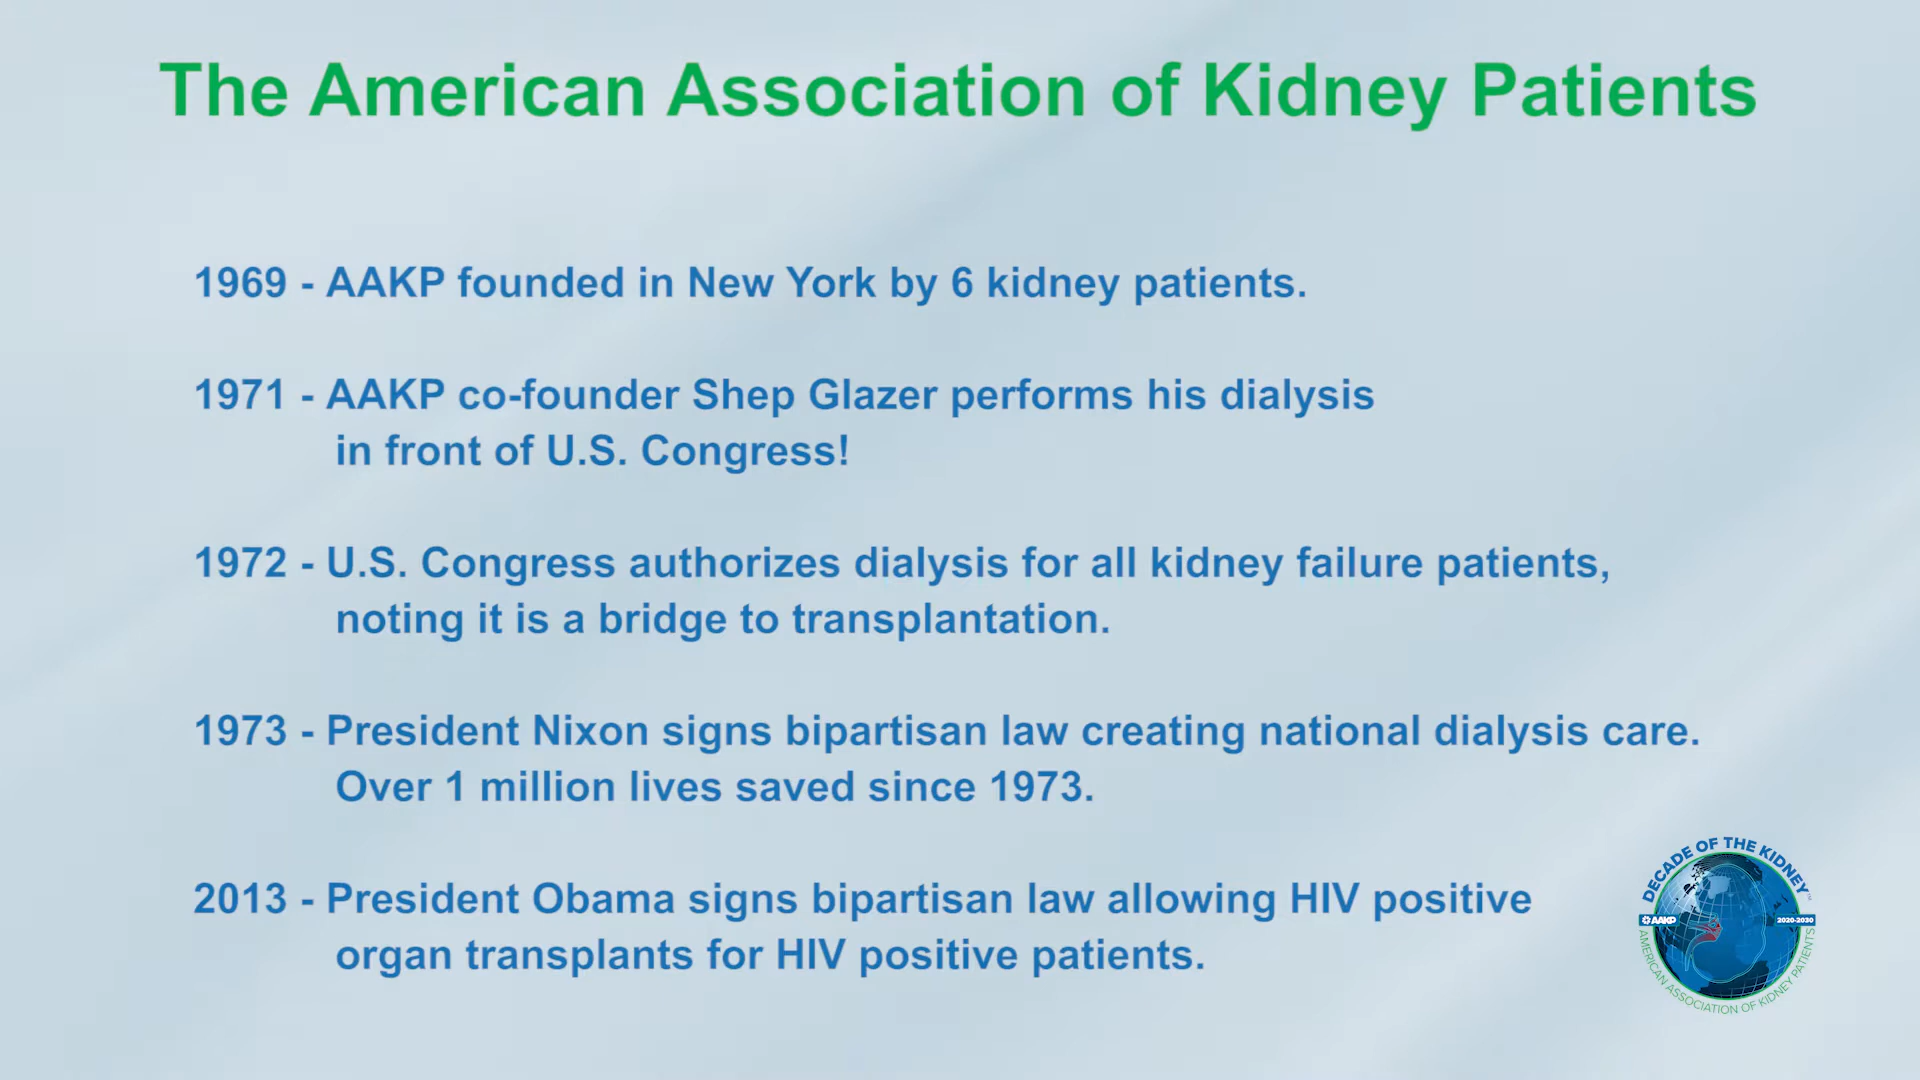 The American Association of Kidney Patients
1969 - AAKP founded in New York by 6 kidney patients.
1971 - AAKP co-founder Shep Glazer performs his dialysis
in front of U.S. Congress!
1972 - U.S. Congress authorizes dialysis for all kidney failure patients,
noting it is a bridge to transplantation.
1973 - President Nixon signs bipartisan law creating national dialysis care.
Over 1 million lives saved since 1973.
2013 - President Obama signs bipartisan law allowing HIV positive
organ transplants for HIV positive patients.
DECADE OF THE KIDNEY™
AAKP 2020-2030
AMERICAN ASSOCIATION OF KIDNEY PATIENTS